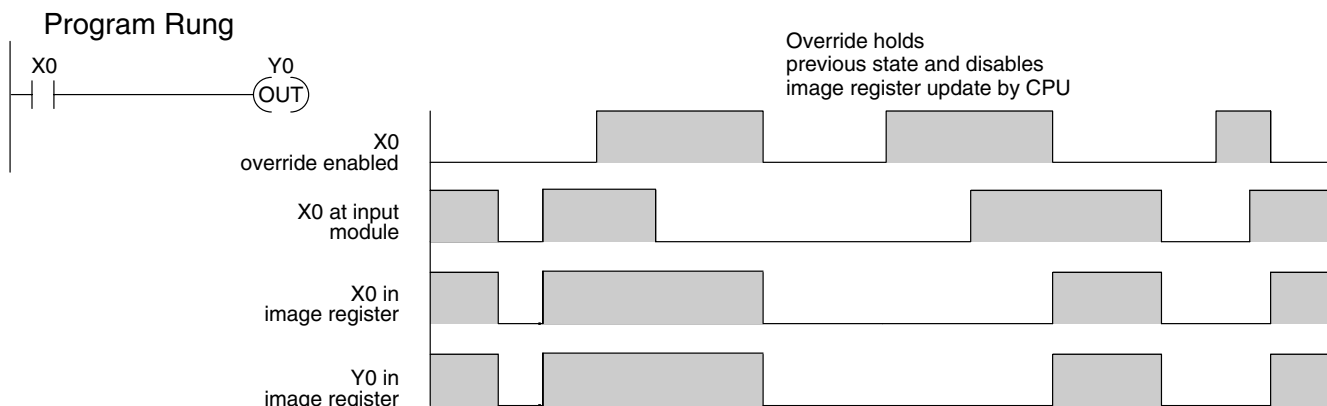 Program Rung
X0
Y0
OUT
Override holds
previous state and disables
image register update by CPU
X0
override enabled
X0 at input
module
X0 in
image register
Y0 in
image register